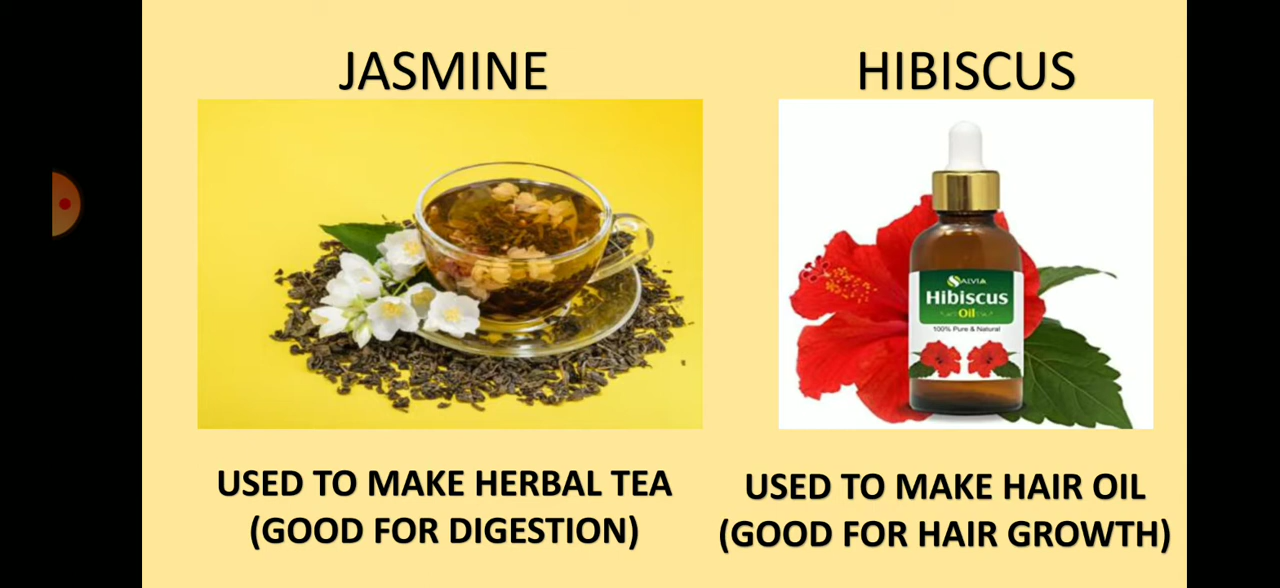 JASMINE
HIBISCUS
SALVIA
Hibiscus
Oil
100% Pure & Natural
USED TO MAKE HERBAL TEA
(GOOD FOR DIGESTION)
USED TO MAKE HAIR OIL
(GOOD FOR HAIR GROWTH)